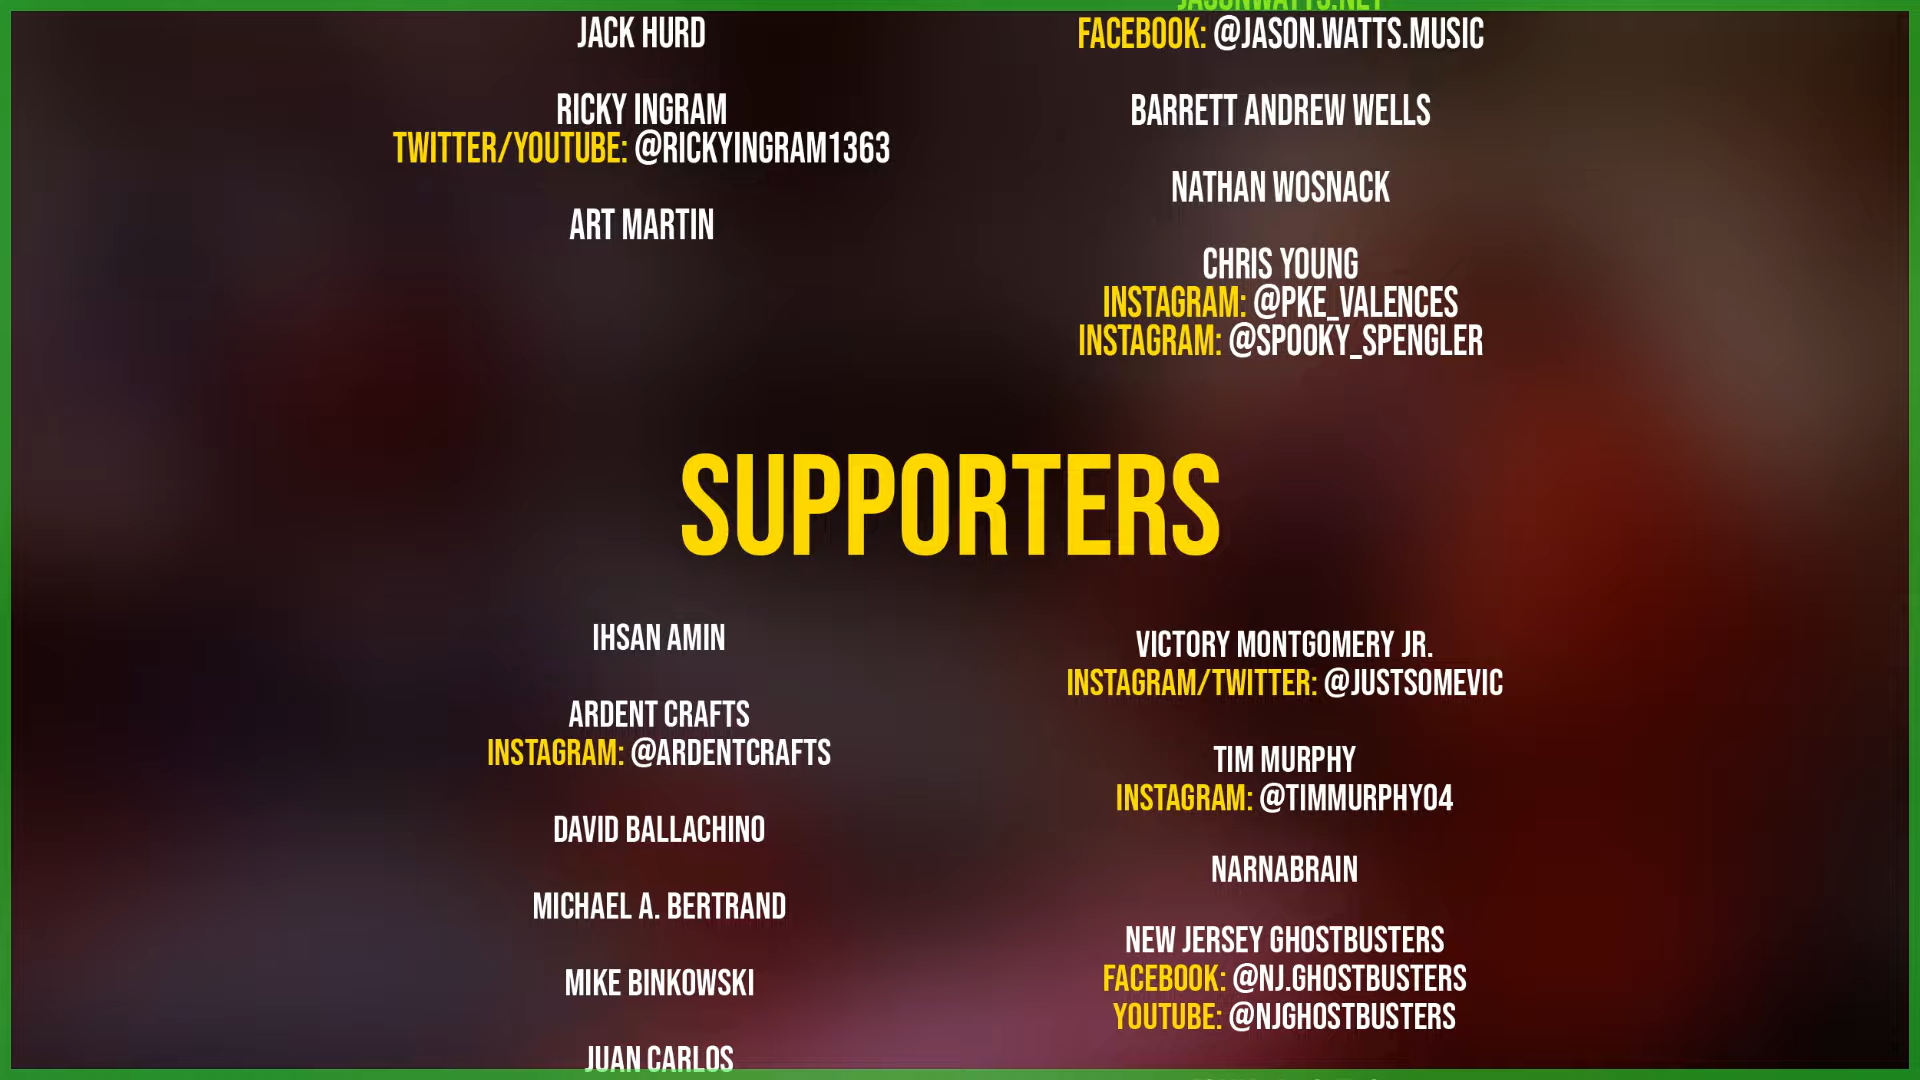 JACK HURD
RICKY INGRAM
TWITTER/YOUTUBE: @RICKYINGRAM1363
ART MARTIN
JASONWATTS.NET
FACEBOOK: @JASON.WATTS.MUSIC
BARRETT ANDREW WELLS
NATHAN WOSNACK
CHRIS YOUNG
INSTAGRAM: @PKE_VALENCES
INSTAGRAM: @SPOOKY_SPENGLER
SUPPORTERS
IHSAN AMIN
ARDENT CRAFTS
INSTAGRAM: @ARDENTCRAFTS
DAVID BALLACHINO
MICHAEL A. BERTRAND
MIKE BINKOWSKI
JUAN CARLOS
VICTORY MONTGOMERY JR.
INSTAGRAM/TWITTER: @JUSTSOMEVIC
TIM MURPHY
INSTAGRAM: @TIMMURPHY04
NARNABRAIN
NEW JERSEY GHOSTBUSTERS
FACEBOOK: @NJ.GHOSTBUSTERS
YOUTUBE: @NJGHOSTBUSTERS